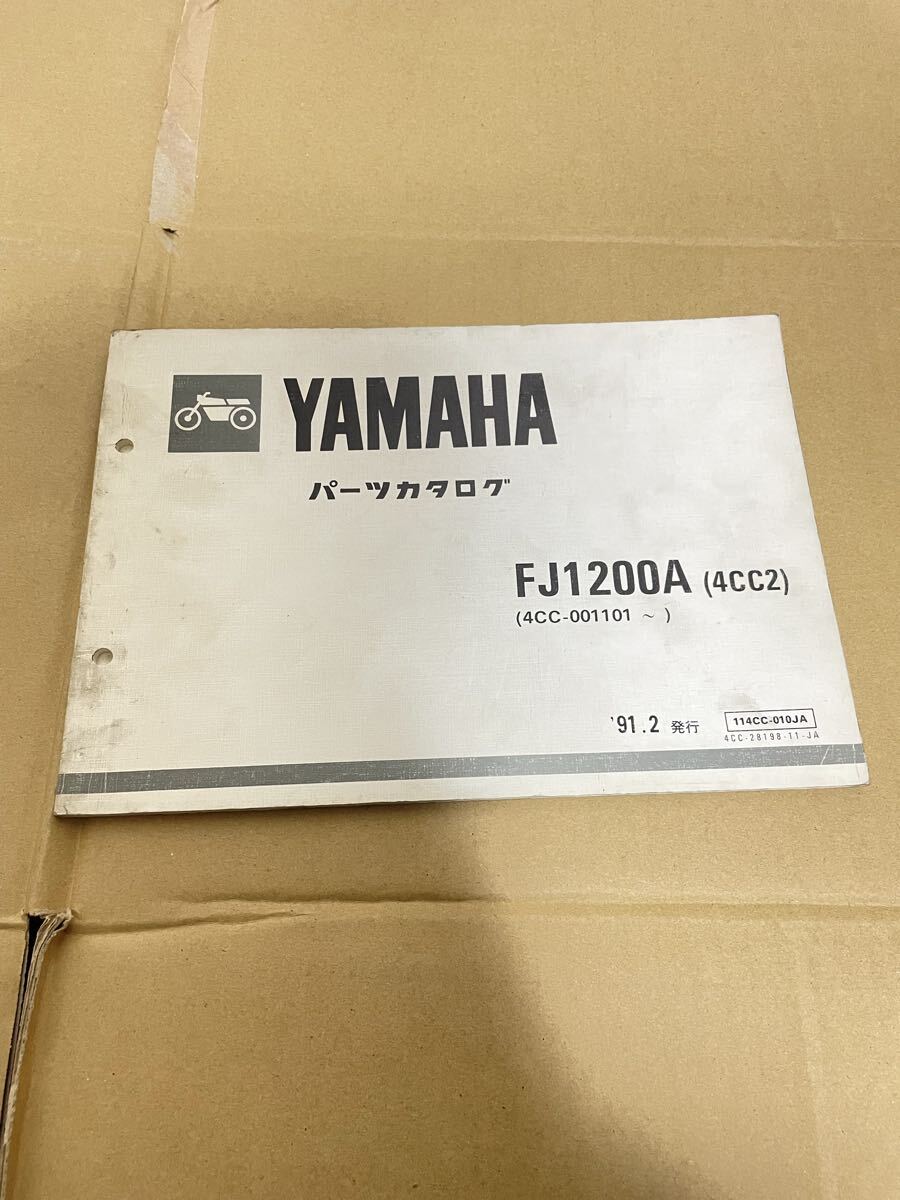 YAMAHA
パーツカタログ
FJ1200A (4CC2)
(4CC-001101 ～ )
'91.2 発行
114CC-010JA
4CC-28198-11-JA